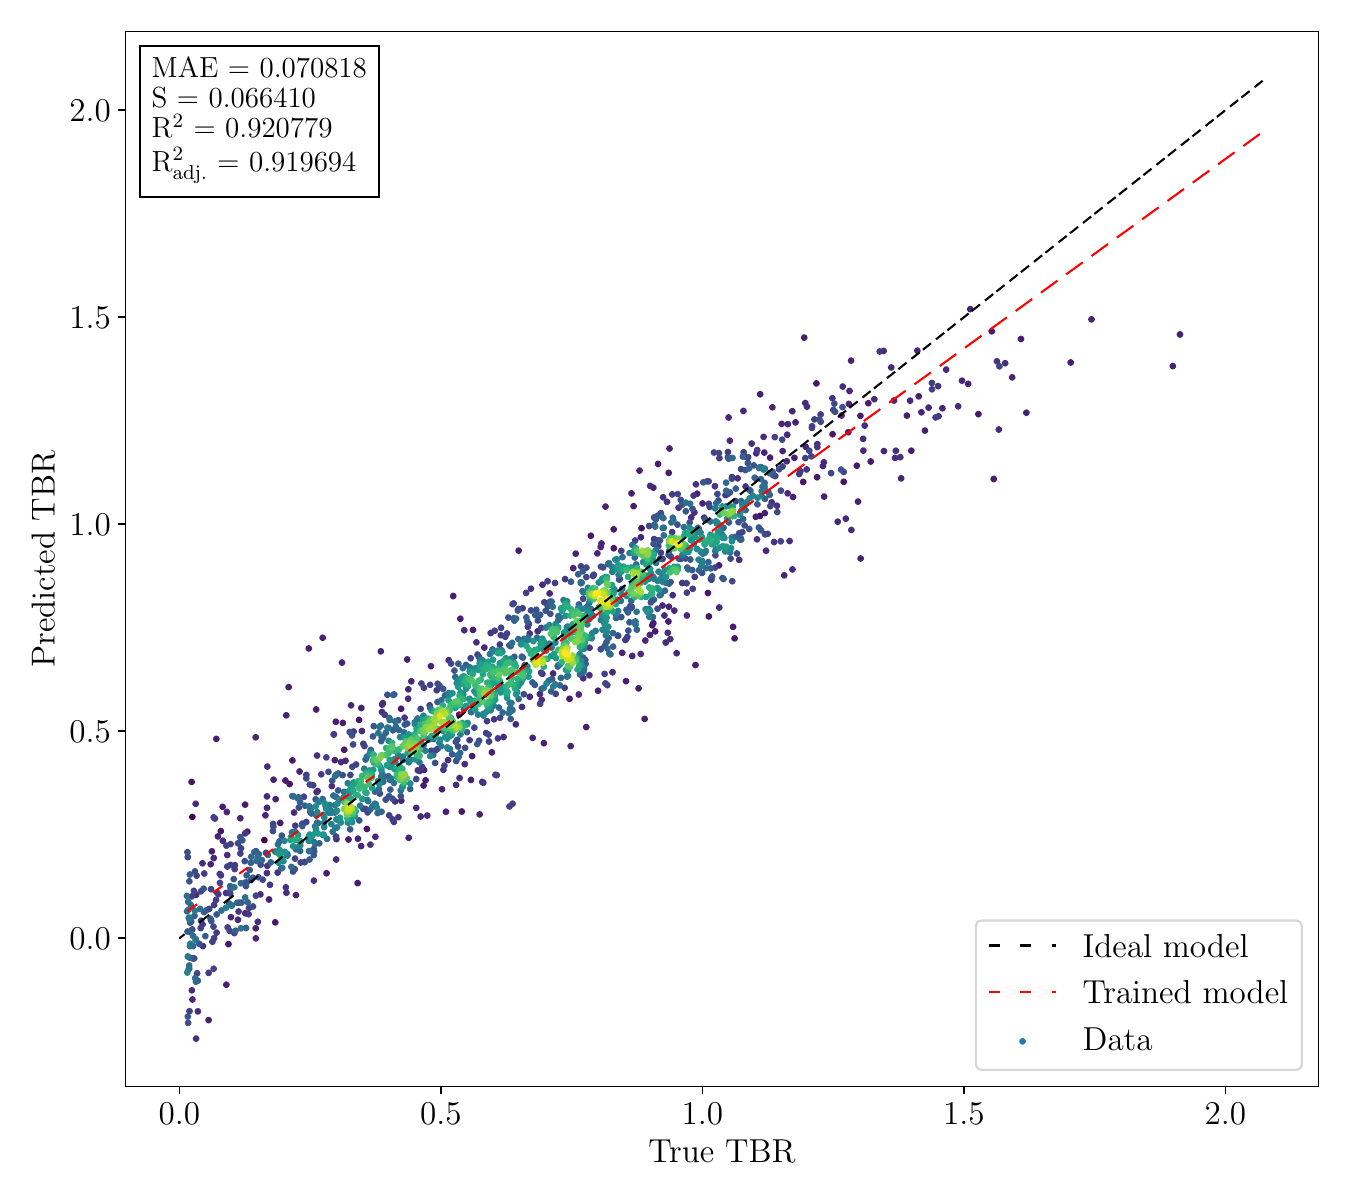 MAE = 0.070818
S = 0.066410
R² = 0.920779
R²adj. = 0.919694
2.0
1.5
1.0
0.5
0.0
Predicted TBR
Ideal model
Trained model
Data
0.0 0.5 1.0 1.5 2.0
True TBR